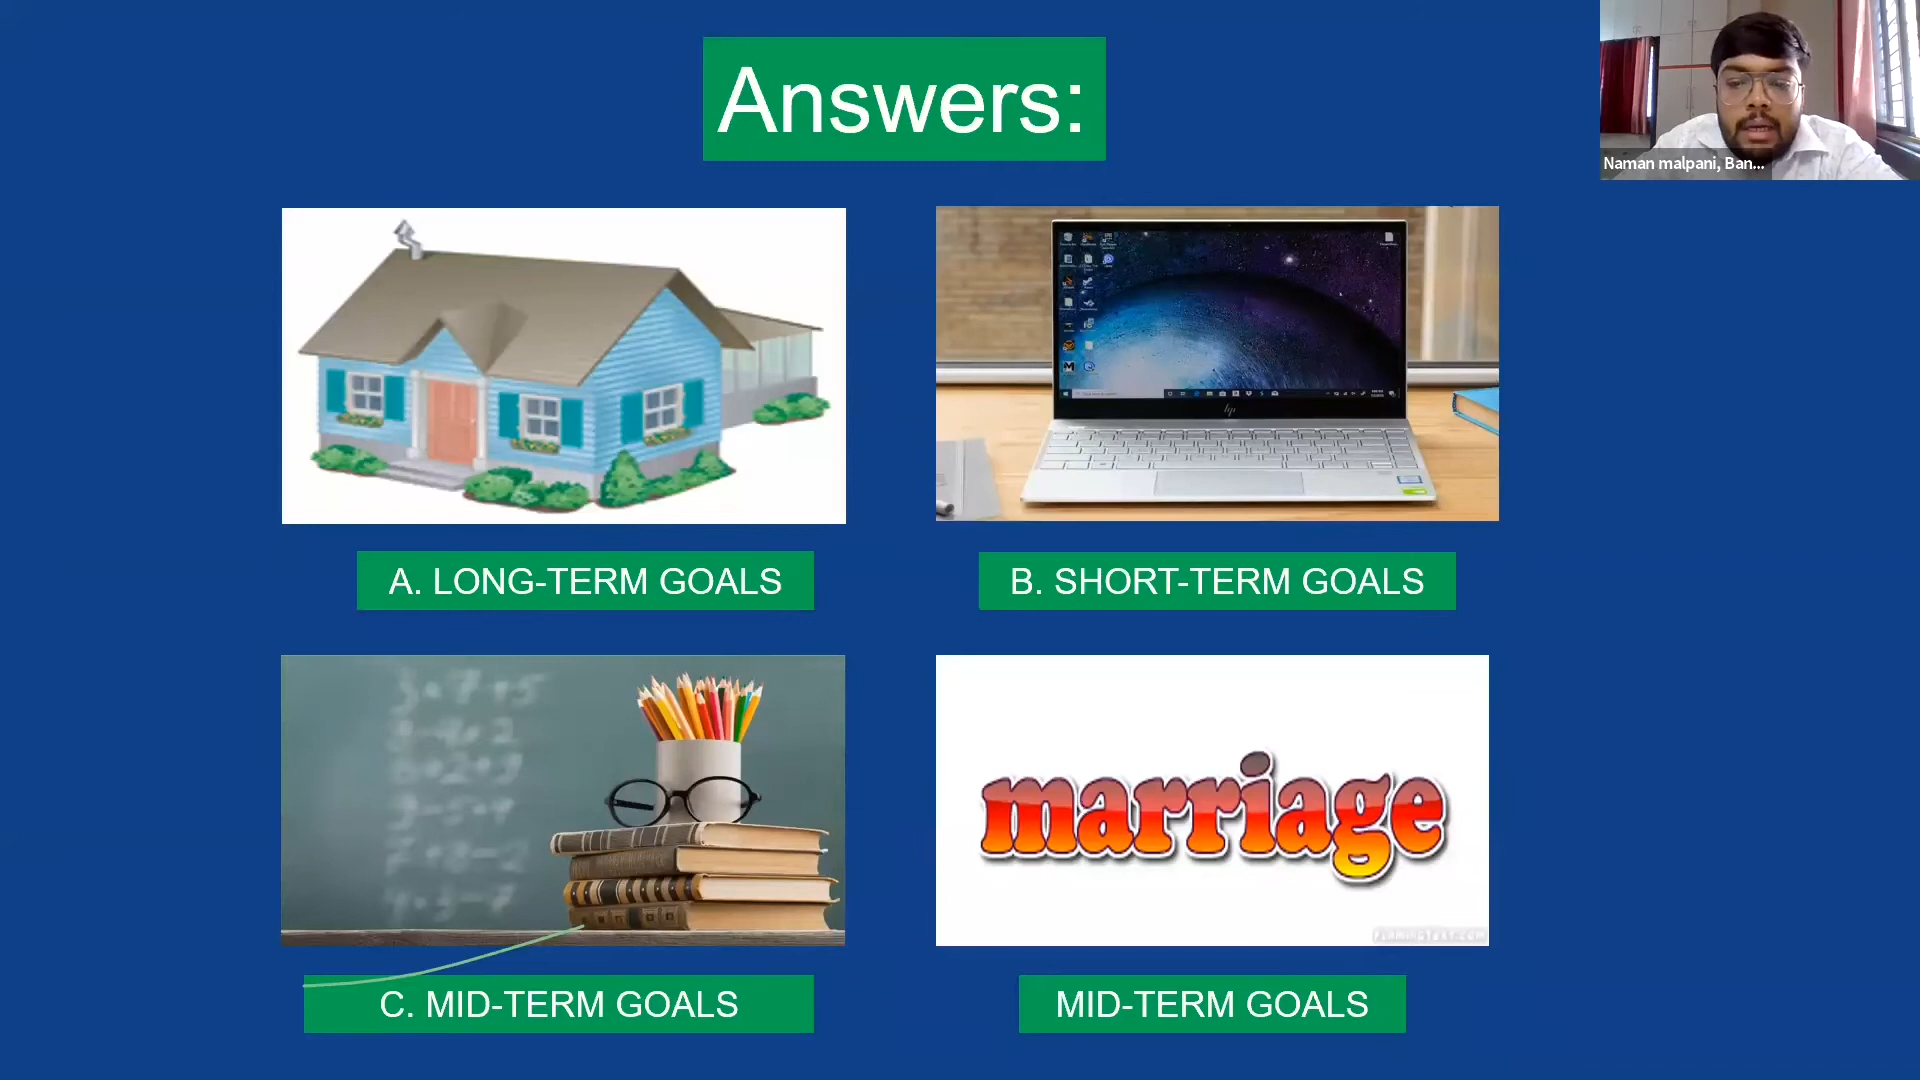 Answers:
Naman malpani, Ban...
A. LONG-TERM GOALS
B. SHORT-TERM GOALS
marriage
C. MID-TERM GOALS
MID-TERM GOALS